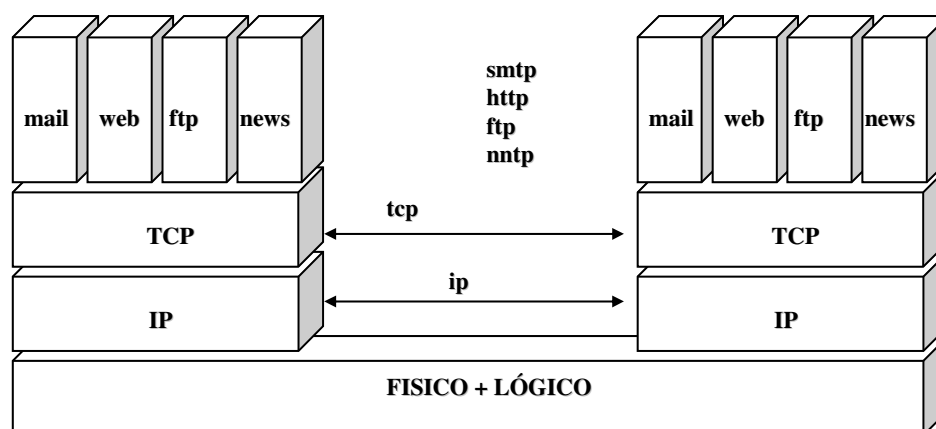 smtp
http
ftp
nntp
mail web ftp news
mail web ftp news
tcp
TCP
TCP
ip
IP
IP
FISICO + LÓGICO